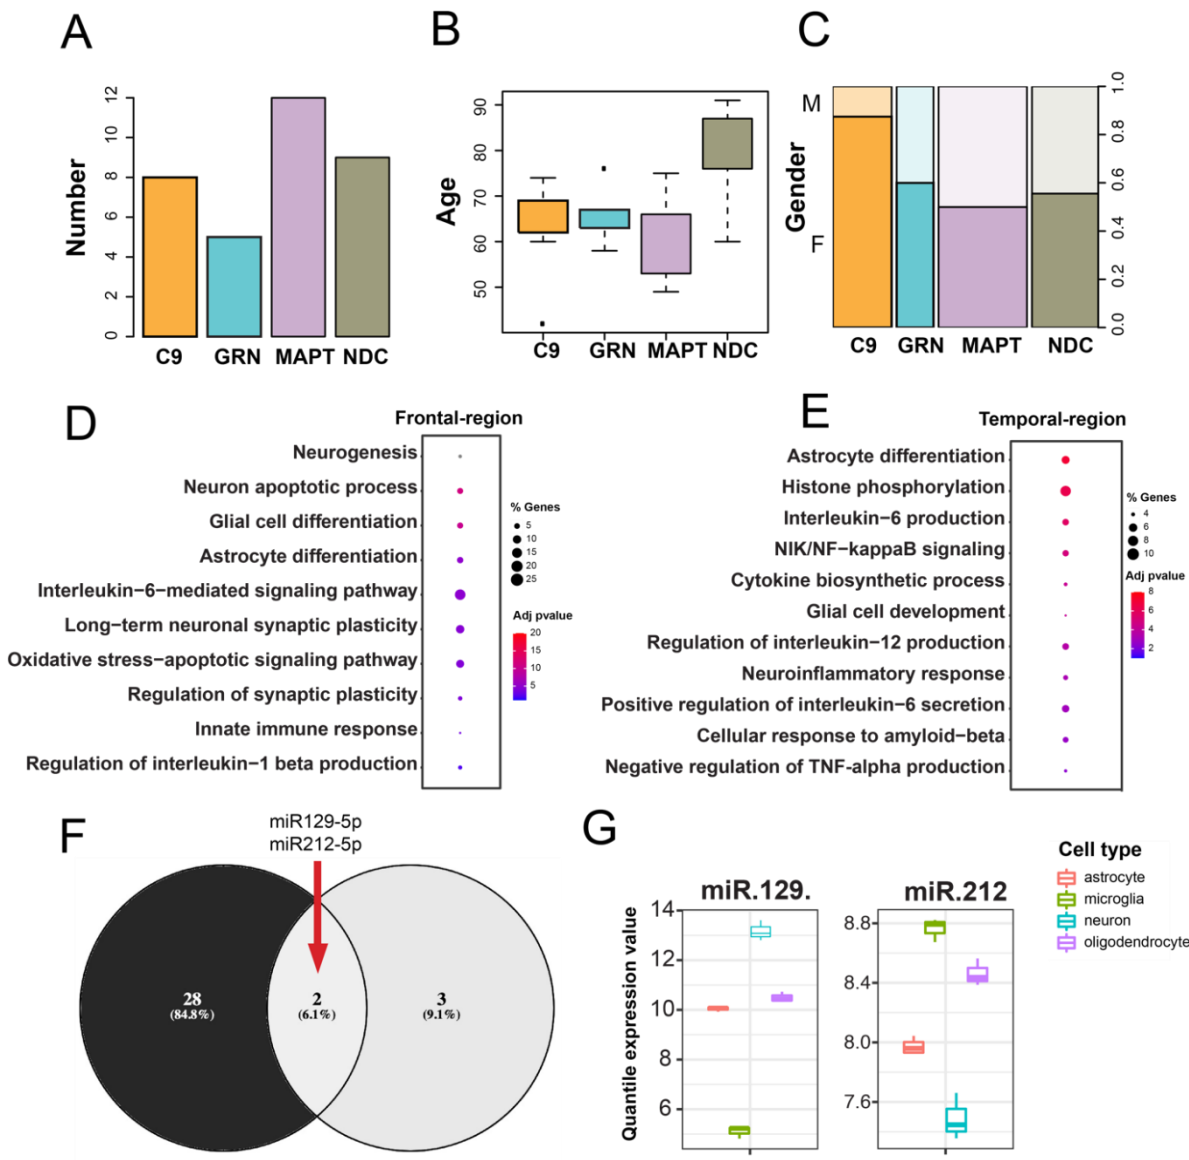 A
Number
0
2
4
6
8
10
12
C9
GRN
MAPT
NDC
B
Age
50
60
70
80
90
C9
GRN
MAPT
NDC
C
Gender
M
F
0.0
0.2
0.4
0.6
0.8
1.0
C9
GRN
MAPT
NDC
D
Frontal-region
Neurogenesis
Neuron apoptotic process
Glial cell differentiation
Astrocyte differentiation
Interleukin−6−mediated signaling pathway
Long−term neuronal synaptic plasticity
Oxidative stress−apoptotic signaling pathway
Regulation of synaptic plasticity
Innate immune response
Regulation of interleukin−1 beta production
% Genes
5
10
15
20
25
Adj pvalue
20
15
10
5
E
Temporal-region
Astrocyte differentiation
Histone phosphorylation
Interleukin−6 production
NIK/NF−kappaB signaling
Cytokine biosynthetic process
Glial cell development
Regulation of interleukin−12 production
Neuroinflammatory response
Positive regulation of interleukin−6 secretion
Cellular response to amyloid−beta
Negative regulation of TNF-alpha production
% Genes
4
6
8
10
Adj pvalue
8
6
4
2
F
miR129-5p
miR212-5p
28
(84.8%)
2
(6.1%)
3
(9.1%)
G
miR.129.
Quantile expression value
14
12
10
8
6
miR.212
8.8
8.4
8.0
7.6
Cell type
astrocyte
microglia
neuron
oligodendrocyte